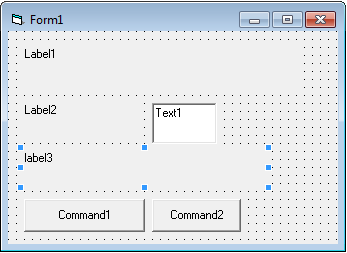 Form1
Label1
Label2
Text1
label3
Command1
Command2